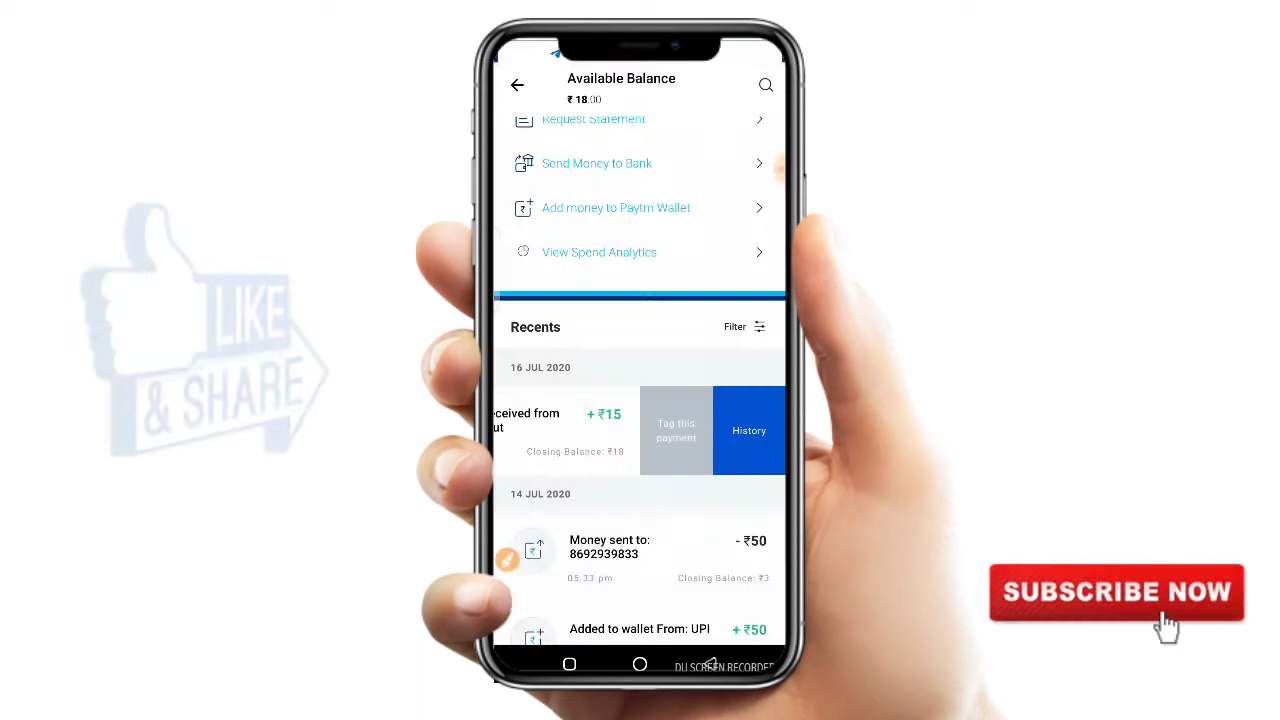 Available Balance
₹ 18.00
Request Statement
Send Money to Bank
Add money to Paytm Wallet
View Spend Analytics
Recents
Filter
16 JUL 2020
eceived from
ut
+ ₹15
Closing Balance: ₹18
Tag this
payment
History
14 JUL 2020
Money sent to:
8692939833
- ₹50
05:33 pm
Closing Balance: ₹3
Added to wallet From: UPI
+ ₹50
DU SCREEN RECORDER
LIKE
& SHARE
SUBSCRIBE NOW